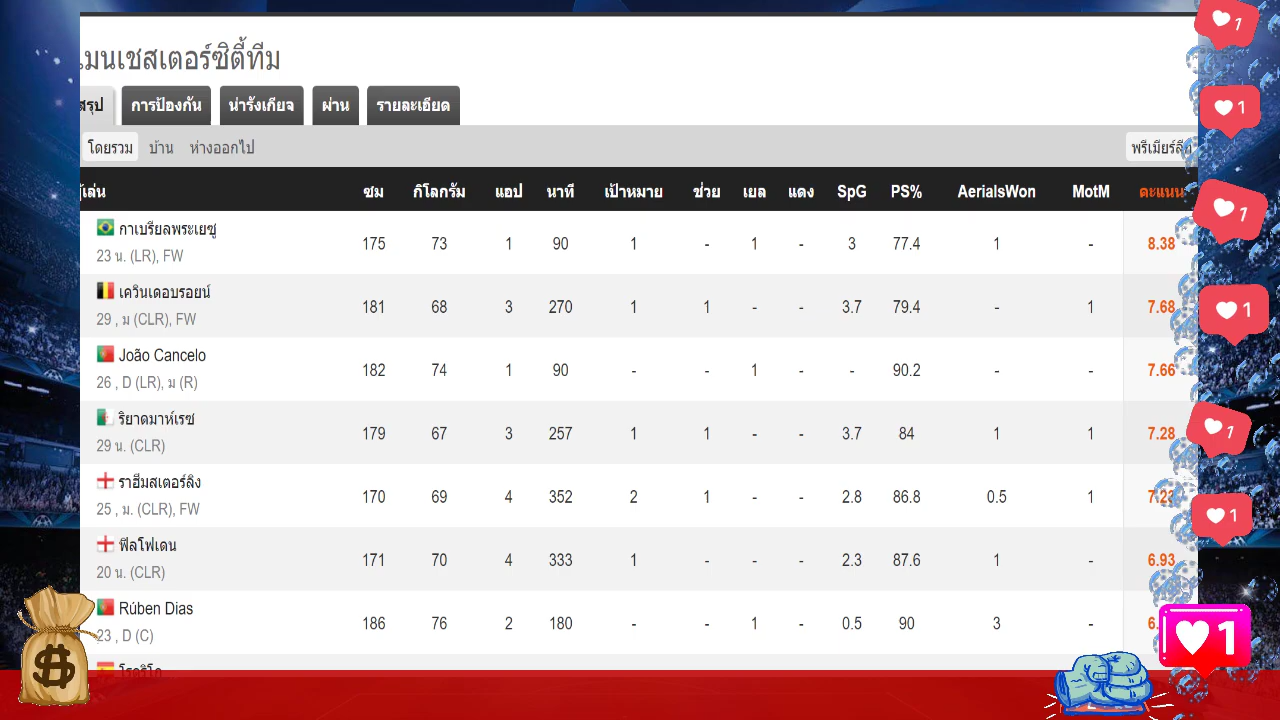 เมนเชสเตอร์ซิตี้ทีม
สรุป การป้องกัน น่ารังเกียจ ผ่าน รายละเอียด
โดยรวม บ้าน ห่างออกไป พรีเมียร์ลีก
ผู้เล่น ซม กิโลกรัม แอป นาที เป้าหมาย ช่วย เยล แดง SpG PS% AerialsWon MotM คะแนน
กาเบรียลพระเยซู 175 73 1 90 1 - 1 - 3 77.4 1 - 8.38
23 น. (LR), FW
เควินเดอบรอยน์ 181 68 3 270 1 1 - - 3.7 79.4 - 1 7.68
29 , ม (CLR), FW
João Cancelo 182 74 1 90 - - 1 - - 90.2 - - 7.66
26 , D (LR), ม (R)
ริยาดมาห์เรซ 179 67 3 257 1 1 - - 3.7 84 1 1 7.28
29 น. (CLR)
ราฮีมสเตอร์ลิง 170 69 4 352 2 1 - - 2.8 86.8 0.5 1 7.23
25 , ม. (CLR), FW
ฟิลโฟเดน 171 70 4 333 1 - - - 2.3 87.6 1 - 6.93
20 น. (CLR)
Rúben Dias 186 76 2 180 - - 1 - 0.5 90 3 - 6.
23 , D (C)
1
1
1
1
1
1
1